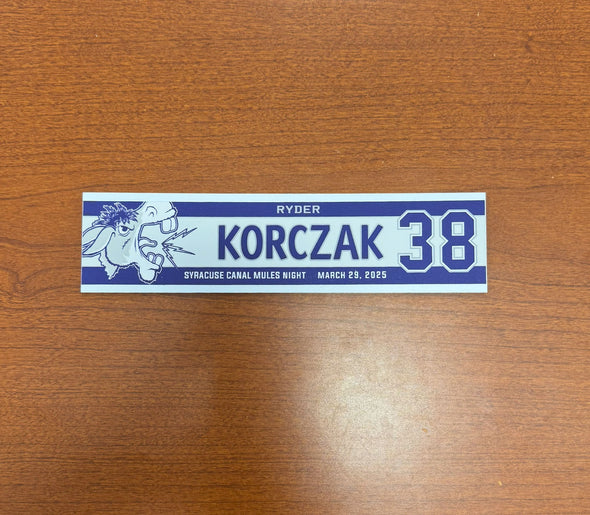 RYDER
KORCZAK 38
SYRACUSE CANAL MULES NIGHT MARCH 29, 2025